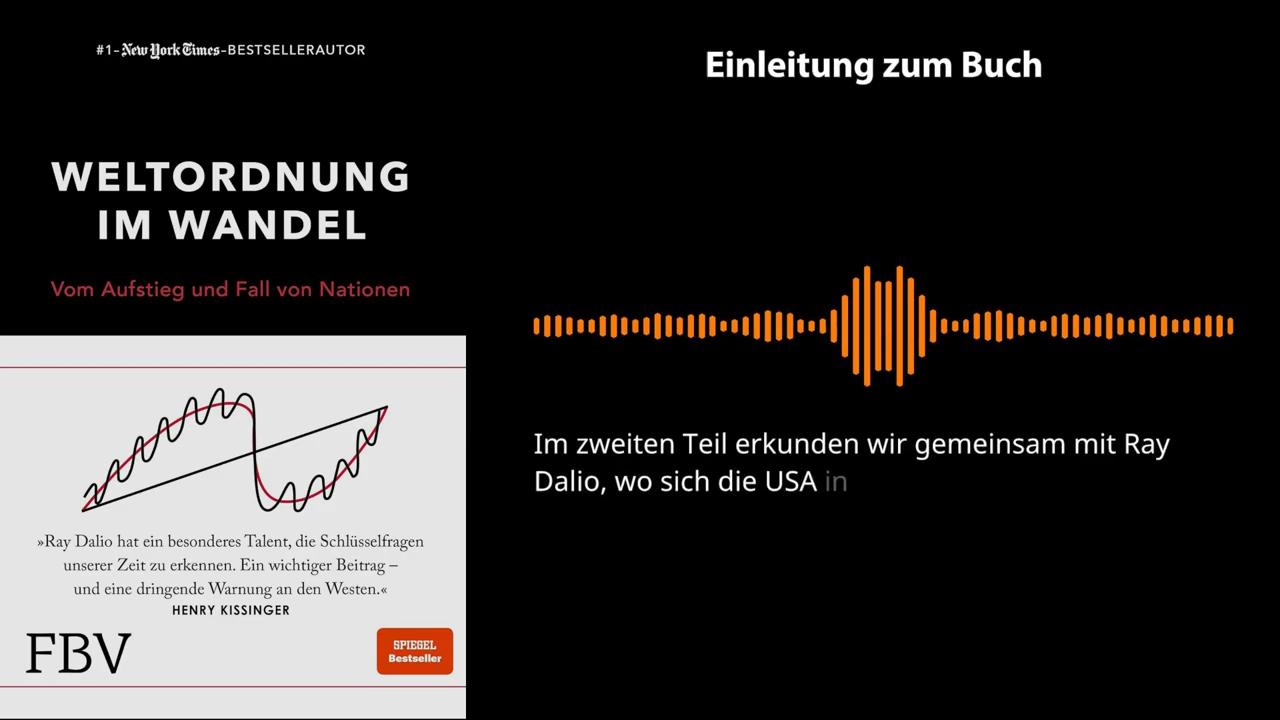 #1-New York Times-BESTSELLERAUTOR
WELTORDNUNG
IM WANDEL
Vom Aufstieg und Fall von Nationen
»Ray Dalio hat ein besonderes Talent, die Schlüsselfragen
unserer Zeit zu erkennen. Ein wichtiger Beitrag –
und eine dringende Warnung an den Westen.«
HENRY KISSINGER
FBV
SPIEGEL
Bestseller
Einleitung zum Buch
Im zweiten Teil erkunden wir gemeinsam mit Ray
Dalio, wo sich die USA in